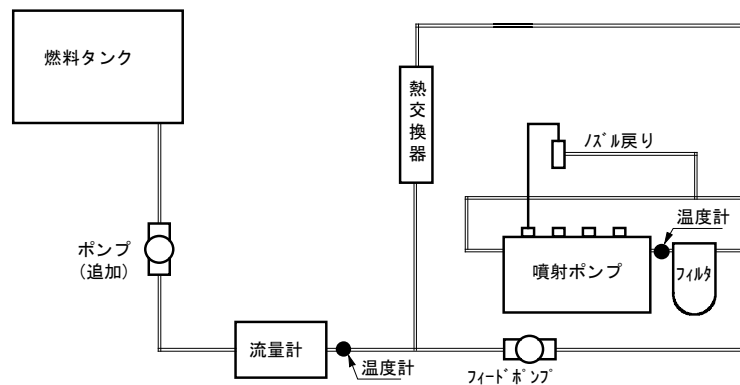 燃料タンク
熱交換器
ﾉｽﾞﾙ戻り
温度計
ポンプ
(追加)
噴射ポンプ
ﾌｨﾙﾀ
流量計
温度計
ﾌｨｰﾄﾞﾎﾟﾝﾌﾟ